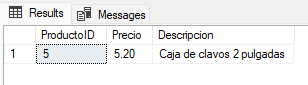 Results Messages
ProductoID Precio Descripcion
1 5 5.20 Caja de clavos 2 pulgadas